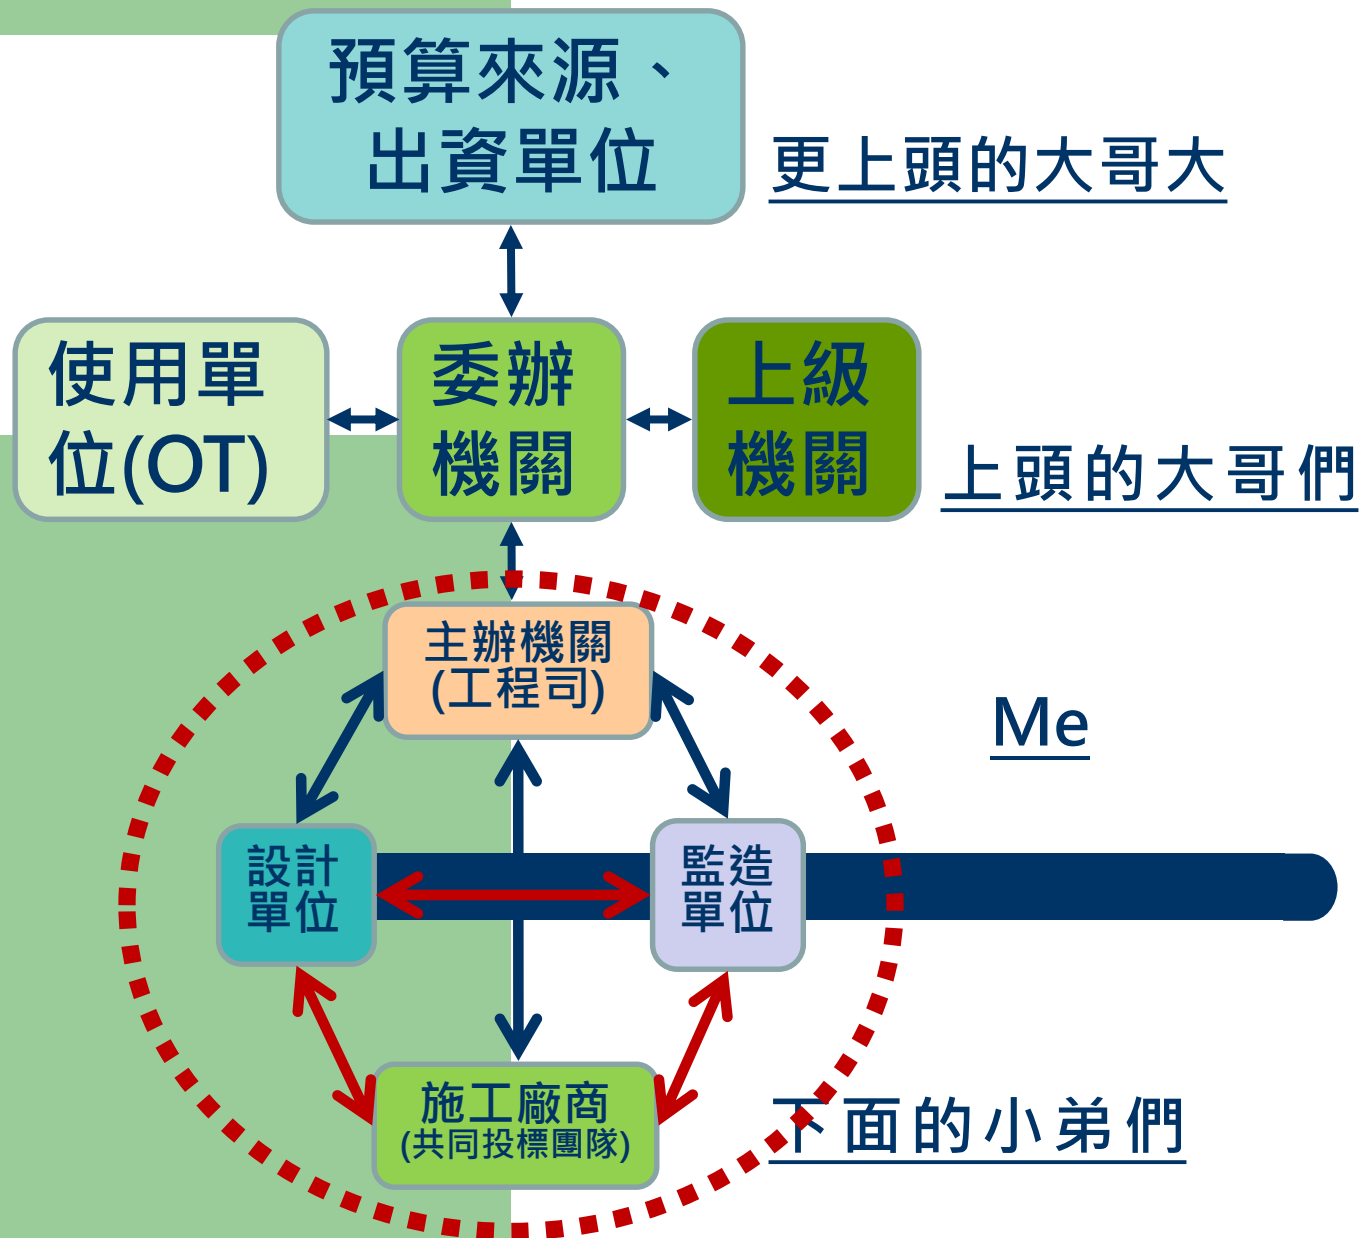 預算來源、
出資單位
更上頭的大哥大
使用單
位(OT)
委辦
機關
上級
機關
上頭的大哥們
主辦機關
(工程司)
Me
設計
單位
監造
單位
施工廠商
(共同投標團隊)
下面的小弟們